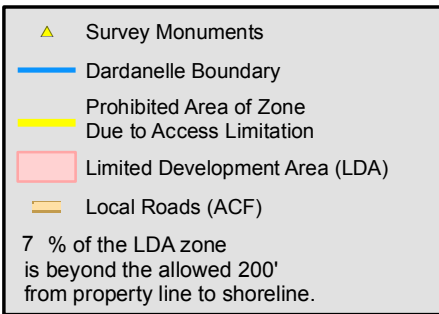 Survey Monuments
Dardanelle Boundary
Prohibited Area of Zone
Due to Access Limitation
Limited Development Area (LDA)
Local Roads (ACF)
7 % of the LDA zone
is beyond the allowed 200'
from property line to shoreline.